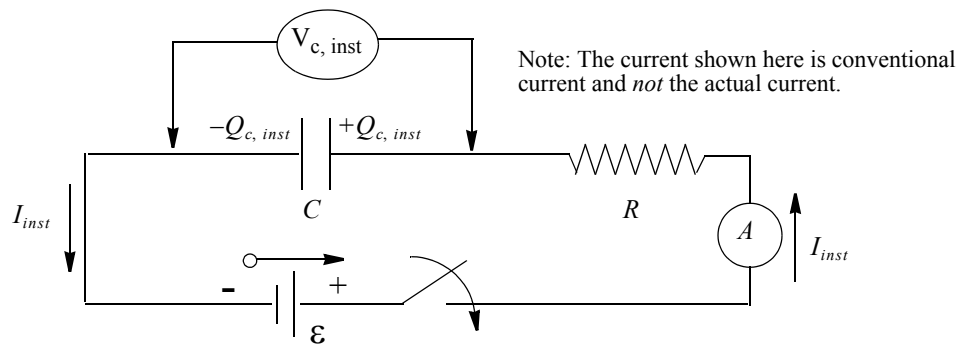 V_c, inst
Note: The current shown here is conventional
current and not the actual current.
–Q_c, inst
+Q_c, inst
C
R
I_inst
A
I_inst
-
+
ε